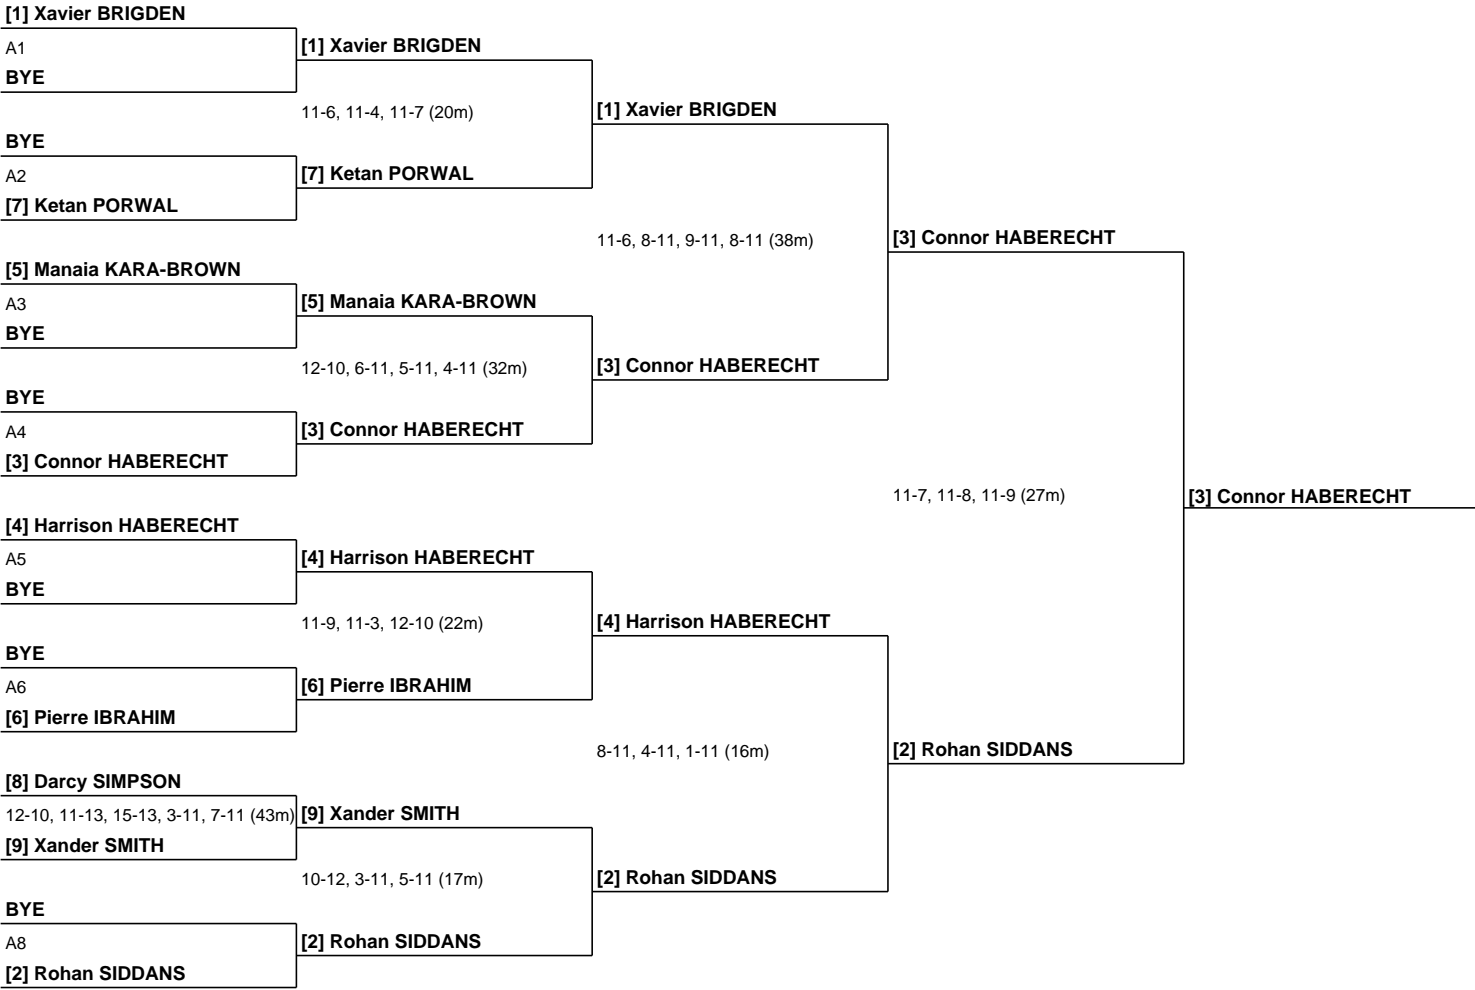 [1] Xavier BRIGDEN
A1
BYE
BYE
A2
[7] Ketan PORWAL
[5] Manaia KARA-BROWN
A3
BYE
BYE
A4
[3] Connor HABERECHT
[4] Harrison HABERECHT
A5
BYE
BYE
A6
[6] Pierre IBRAHIM
[8] Darcy SIMPSON
12-10, 11-13, 15-13, 3-11, 7-11 (43m)
[9] Xander SMITH
BYE
A8
[2] Rohan SIDDANS
[1] Xavier BRIGDEN
11-6, 11-4, 11-7 (20m)
[7] Ketan PORWAL
[5] Manaia KARA-BROWN
12-10, 6-11, 5-11, 4-11 (32m)
[3] Connor HABERECHT
[4] Harrison HABERECHT
11-9, 11-3, 12-10 (22m)
[6] Pierre IBRAHIM
[9] Xander SMITH
10-12, 3-11, 5-11 (17m)
[2] Rohan SIDDANS
[1] Xavier BRIGDEN
11-6, 8-11, 9-11, 8-11 (38m)
[3] Connor HABERECHT
[4] Harrison HABERECHT
8-11, 4-11, 1-11 (16m)
[2] Rohan SIDDANS
[3] Connor HABERECHT
11-7, 11-8, 11-9 (27m)
[2] Rohan SIDDANS
[3] Connor HABERECHT